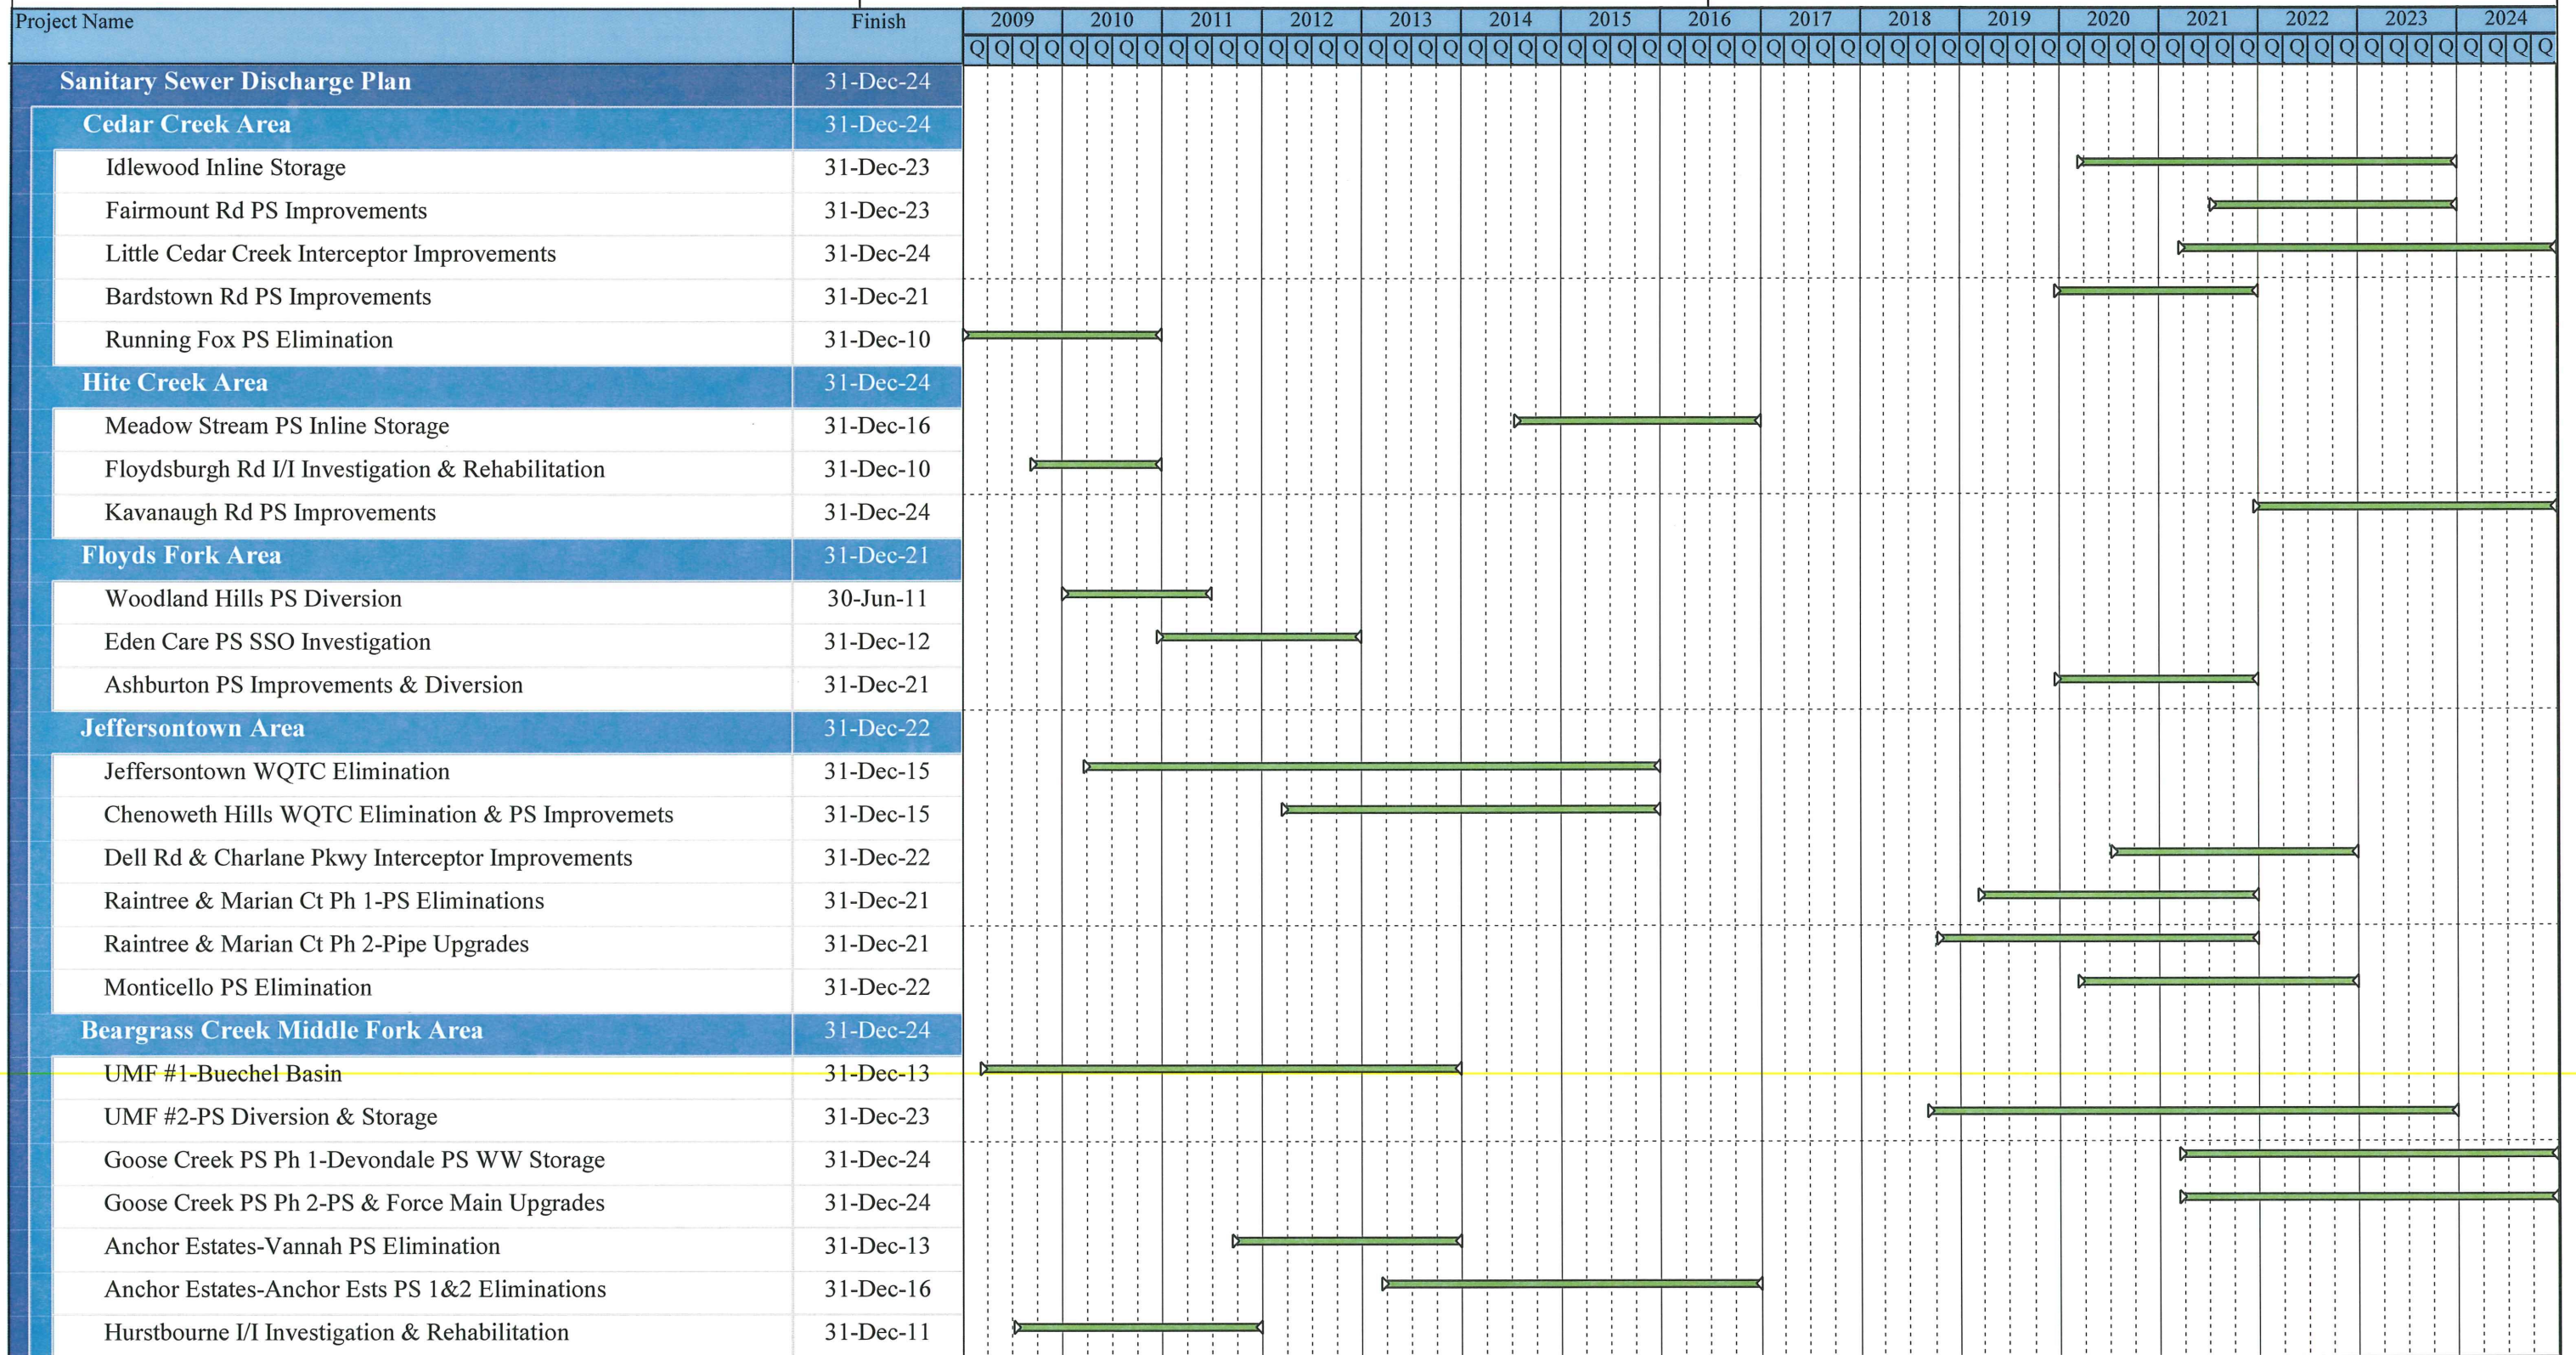 Project Name Finish 2009 2010 2011 2012 2013 2014 2015 2016 2017 2018 2019 2020 2021 2022 2023 2024
Q Q Q Q Q Q Q Q Q Q Q Q Q Q Q Q Q Q Q Q Q Q Q Q Q Q Q Q Q Q Q Q Q Q Q Q Q Q Q Q Q Q Q Q Q Q Q Q Q Q Q Q Q Q Q Q Q Q Q Q Q Q Q Q
Sanitary Sewer Discharge Plan 31-Dec-24
Cedar Creek Area 31-Dec-24
Idlewood Inline Storage 31-Dec-23
Fairmount Rd PS Improvements 31-Dec-23
Little Cedar Creek Interceptor Improvements 31-Dec-24
Bardstown Rd PS Improvements 31-Dec-21
Running Fox PS Elimination 31-Dec-10
Hite Creek Area 31-Dec-24
Meadow Stream PS Inline Storage 31-Dec-16
Floydsburgh Rd I/I Investigation & Rehabilitation 31-Dec-10
Kavanaugh Rd PS Improvements 31-Dec-24
Floyds Fork Area 31-Dec-21
Woodland Hills PS Diversion 30-Jun-11
Eden Care PS SSO Investigation 31-Dec-12
Ashburton PS Improvements & Diversion 31-Dec-21
Jeffersontown Area 31-Dec-22
Jeffersontown WQTC Elimination 31-Dec-15
Chenoweth Hills WQTC Elimination & PS Improvemets 31-Dec-15
Dell Rd & Charlane Pkwy Interceptor Improvements 31-Dec-22
Raintree & Marian Ct Ph 1-PS Eliminations 31-Dec-21
Raintree & Marian Ct Ph 2-Pipe Upgrades 31-Dec-21
Monticello PS Elimination 31-Dec-22
Beargrass Creek Middle Fork Area 31-Dec-24
UMF #1-Buechel Basin 31-Dec-13
UMF #2-PS Diversion & Storage 31-Dec-23
Goose Creek PS Ph 1-Devondale PS WW Storage 31-Dec-24
Goose Creek PS Ph 2-PS & Force Main Upgrades 31-Dec-24
Anchor Estates-Vannah PS Elimination 31-Dec-13
Anchor Estates-Anchor Ests PS 1&2 Eliminations 31-Dec-16
Hurstbourne I/I Investigation & Rehabilitation 31-Dec-11